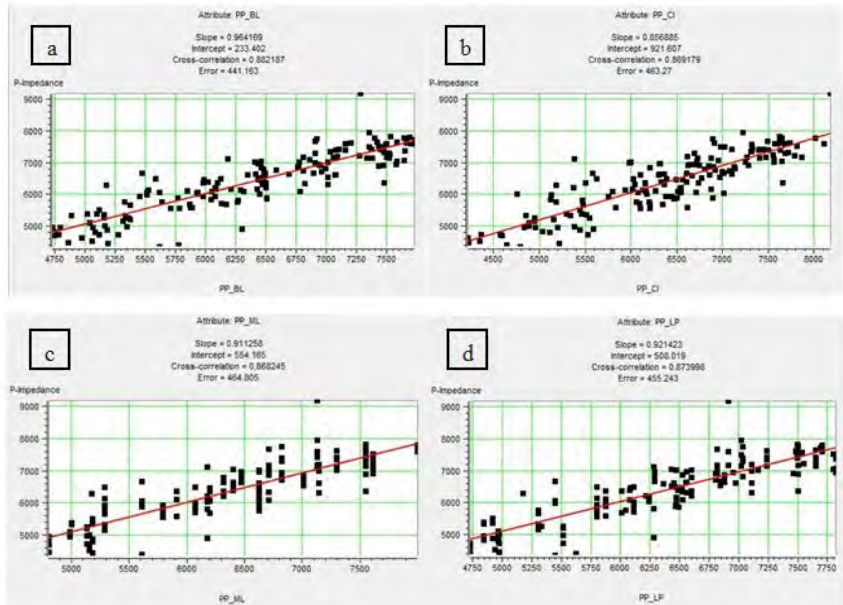 a
Attribute: PP_BL
Slope = 0.964169
Intercept = 233.402
Cross-correlation = 0.882187
Error = 441.163
P-Impedance
9000
8000
7000
6000
5000
4750 5000 5250 5500 5750 6000 6250 6500 6750 7000 7250 7500
PP_BL
b
Attribute: PP_CI
Slope = 0.856885
Intercept = 921.607
Cross-correlation = 0.869179
Error = 463.27
P-Impedance
9000
8000
7000
6000
5000
4500 5000 5500 6000 6500 7000 7500 8000
PP_CI
c
Attribute: PP_ML
Slope = 0.911258
Intercept = 554.165
Cross-correlation = 0.868245
Error = 464.805
P-Impedance
9000
8000
7000
6000
5000
5000 5500 6000 6500 7000 7500
PP_ML
d
Attribute: PP_LP
Slope = 0.921423
Intercept = 508.019
Cross-correlation = 0.873998
Error = 455.243
P-Impedance
9000
8000
7000
6000
5000
4750 5000 5250 5500 5750 6000 6250 6500 6750 7000 7250 7500 7750
PP_LP